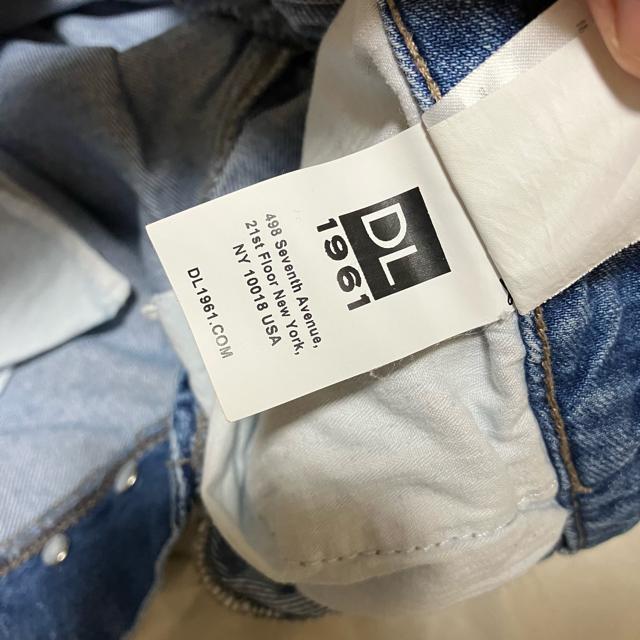 DL
1961
498 Seventh Avenue,
21st Floor New York,
NY 10018 USA
DL1961.COM